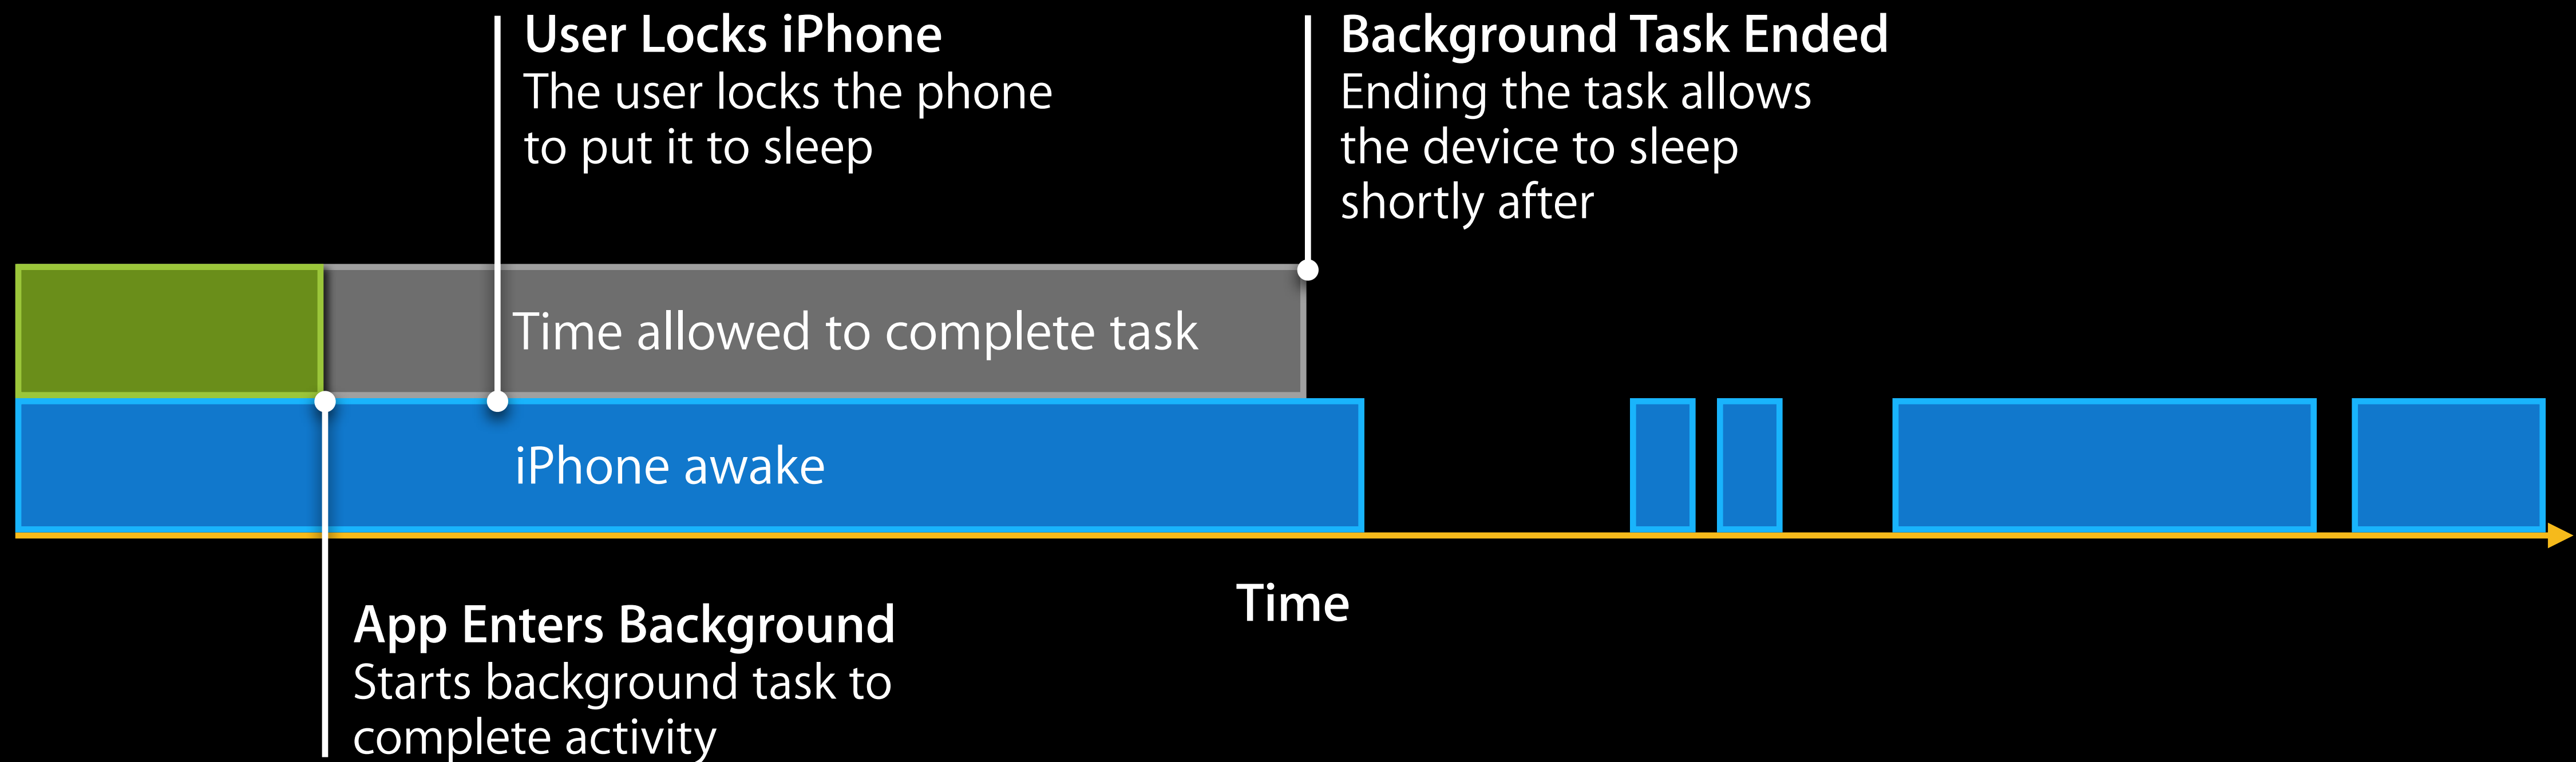 User Locks iPhone
The user locks the phone
to put it to sleep
Background Task Ended
Ending the task allows
the device to sleep
shortly after
Time allowed to complete task
iPhone awake
Time
App Enters Background
Starts background task to
complete activity